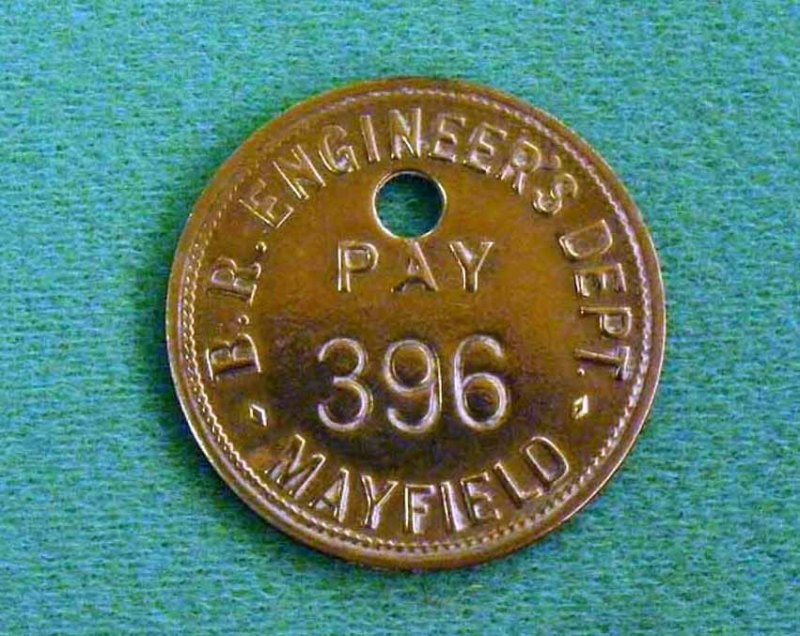 B.R. ENGINEER'S DEPT.
PAY
396
MAYFIELD